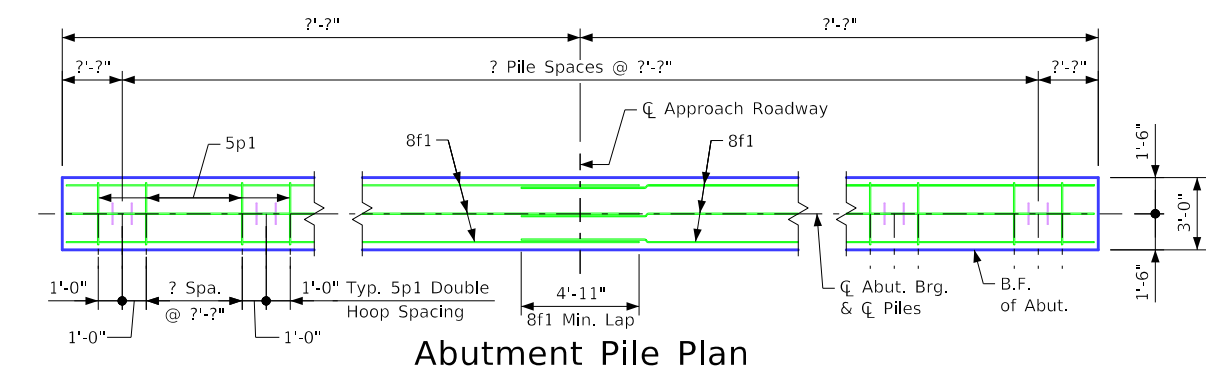 ?'-?"
?'-?"
?'-?"
? Pile Spaces @ ?'-?"
?'-?"
℄ Approach Roadway
5p1
8f1
8f1
1'-6"
3'-0"
1'-6"
1'-0"
? Spa.
@ ?'-?"
1'-0" Typ. 5p1 Double
Hoop Spacing
1'-0"
1'-0"
4'-11"
8f1 Min. Lap
℄ Abut. Brg.
& ℄ Piles
B.F.
of Abut.
Abutment Pile Plan